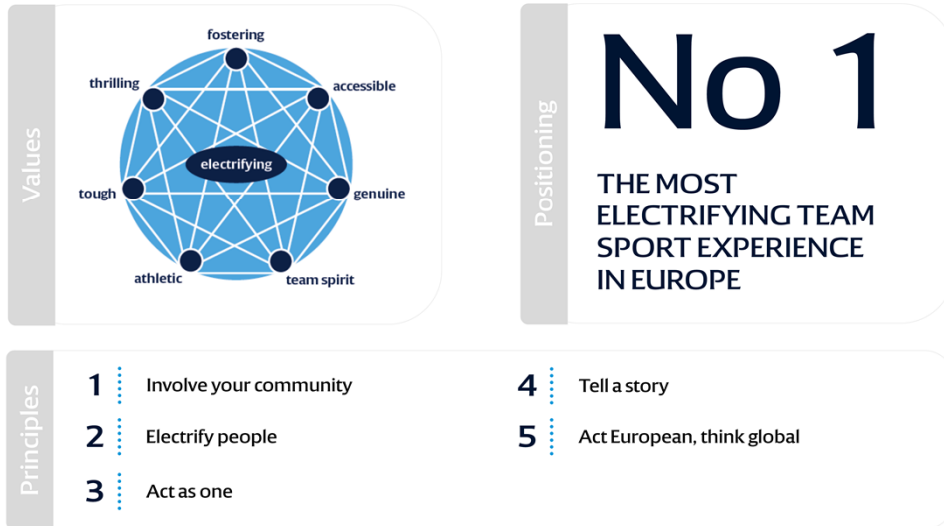 Values
fostering
thrilling
accessible
electrifying
tough
genuine
athletic
team spirit
Positioning
No 1
THE MOST
ELECTRIFYING TEAM
SPORT EXPERIENCE
IN EUROPE
Principles
1 Involve your community
2 Electrify people
3 Act as one
4 Tell a story
5 Act European, think global